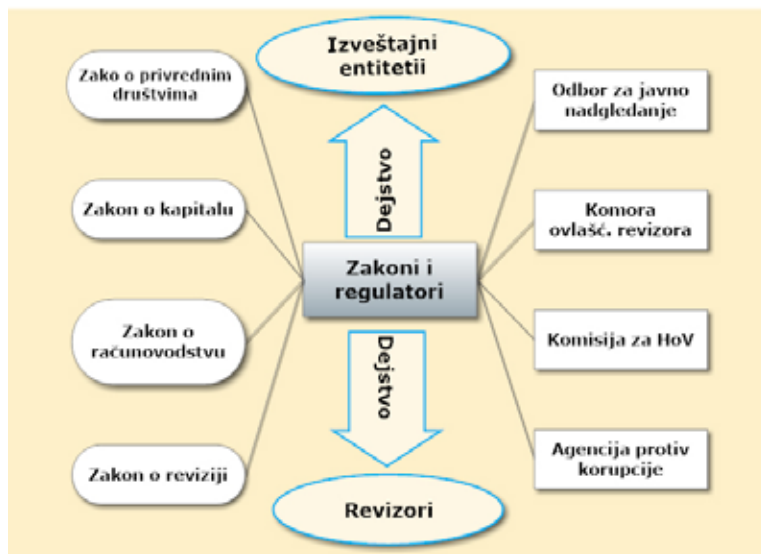 Izveštajni
entitetii
Zako o privrednim
društvima
Odbor za javno
nadgledanje
Dejstvo
Zakon o kapitalu
Komora
ovlašć. revizora
Zakoni i
regulatori
Zakon o
računovodstvu
Dejstvo
Komisija za HoV
Zakon o reviziji
Agencija protiv
korupcije
Revizori